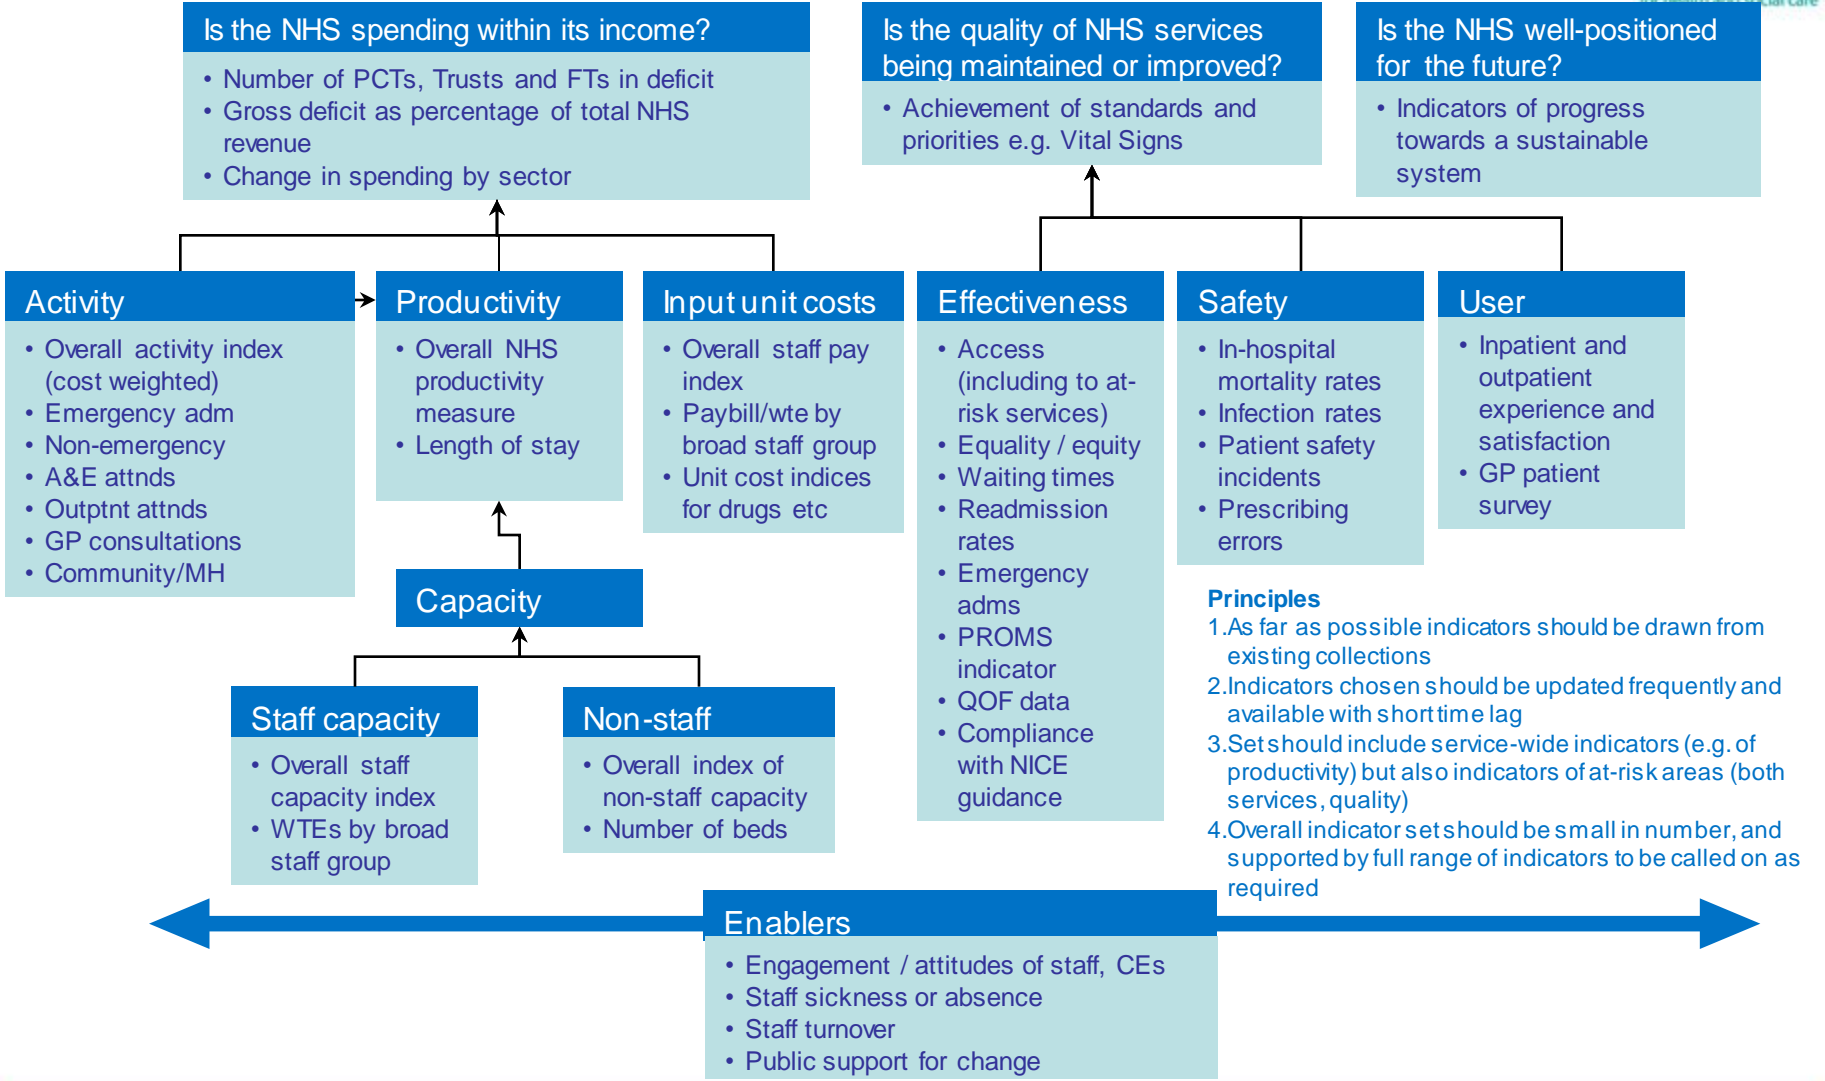 Is the NHS spending within its income?
• Number of PCTs, Trusts and FTs in deficit
• Gross deficit as percentage of total NHS
revenue
• Change in spending by sector
Is the quality of NHS services
being maintained or improved?
• Achievement of standards and
priorities e.g. Vital Signs
Is the NHS well-positioned
for the future?
• Indicators of progress
towards a sustainable
system
Activity
• Overall activity index
(cost weighted)
• Emergency adm
• Non-emergency
• A&E attnds
• Outptnt attnds
• GP consultations
• Community/MH
Productivity
• Overall NHS
productivity
measure
• Length of stay
Input unit costs
• Overall staff pay
index
• Paybill/wte by
broad staff group
• Unit cost indices
for drugs etc
Effectiveness
• Access
(including to at-
risk services)
• Equality / equity
• Waiting times
• Readmission
rates
• Emergency
adms
• PROMS
indicator
• QOF data
• Compliance
with NICE
guidance
Safety
• In-hospital
mortality rates
• Infection rates
• Patient safety
incidents
• Prescribing
errors
User
• Inpatient and
outpatient
experience and
satisfaction
• GP patient
survey
Capacity
Staff capacity
• Overall staff
capacity index
• WTEs by broad
staff group
Non-staff
• Overall index of
non-staff capacity
• Number of beds
Principles
1.As far as possible indicators should be drawn from
existing collections
2.Indicators chosen should be updated frequently and
available with short time lag
3.Set should include service-wide indicators (e.g. of
productivity) but also indicators of at-risk areas (both
services, quality)
4.Overall indicator set should be small in number, and
supported by full range of indicators to be called on as
required
Enablers
• Engagement / attitudes of staff, CEs
• Staff sickness or absence
• Staff turnover
• Public support for change